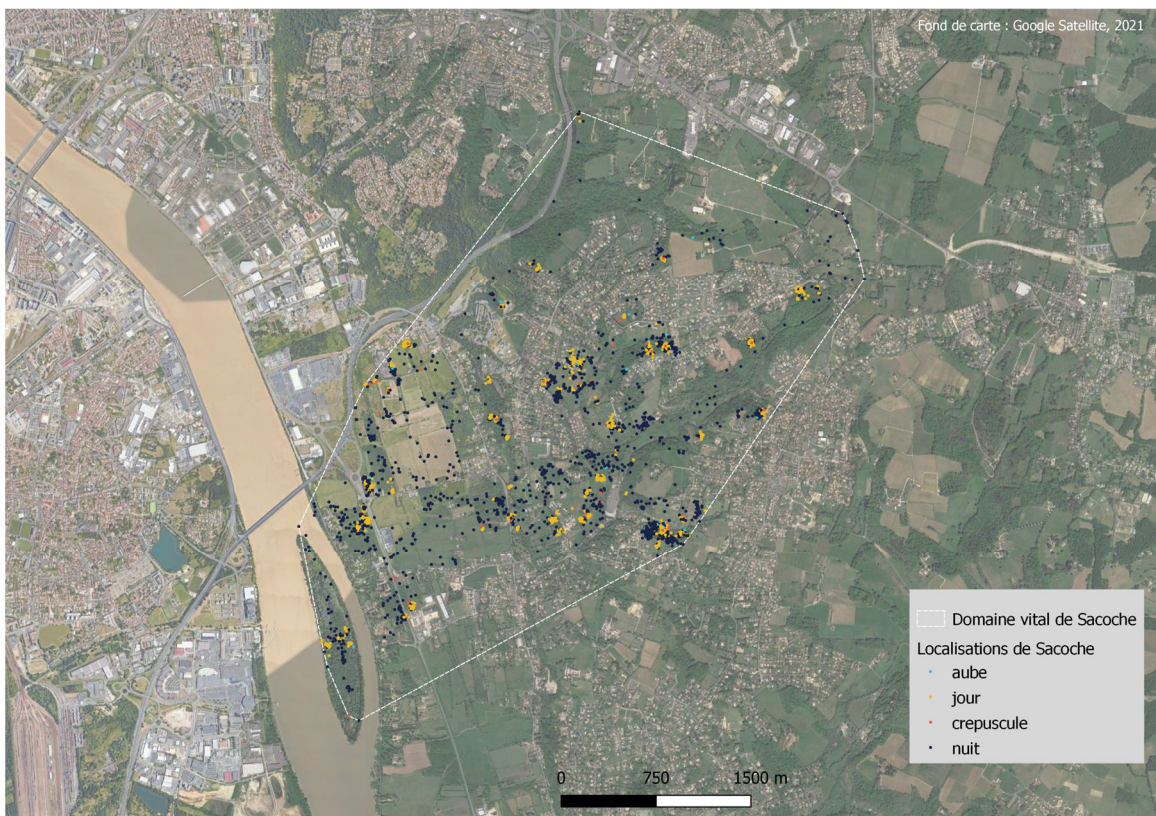 Fond de carte : Google Satellite, 2021
Domaine vital de Sacoche
Localisations de Sacoche
aube
jour
crepuscule
nuit
0 750 1500 m